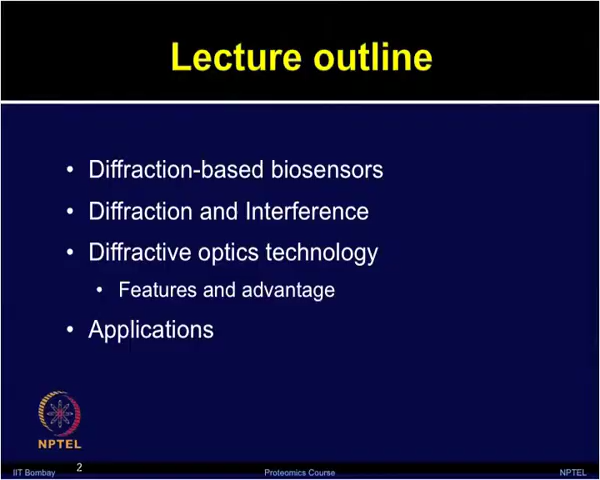 Lecture outline
• Diffraction-based biosensors
• Diffraction and Interference
• Diffractive optics technology
• Features and advantage
• Applications
NPTEL
IIT Bombay 2 Proteomics Course NPTEL